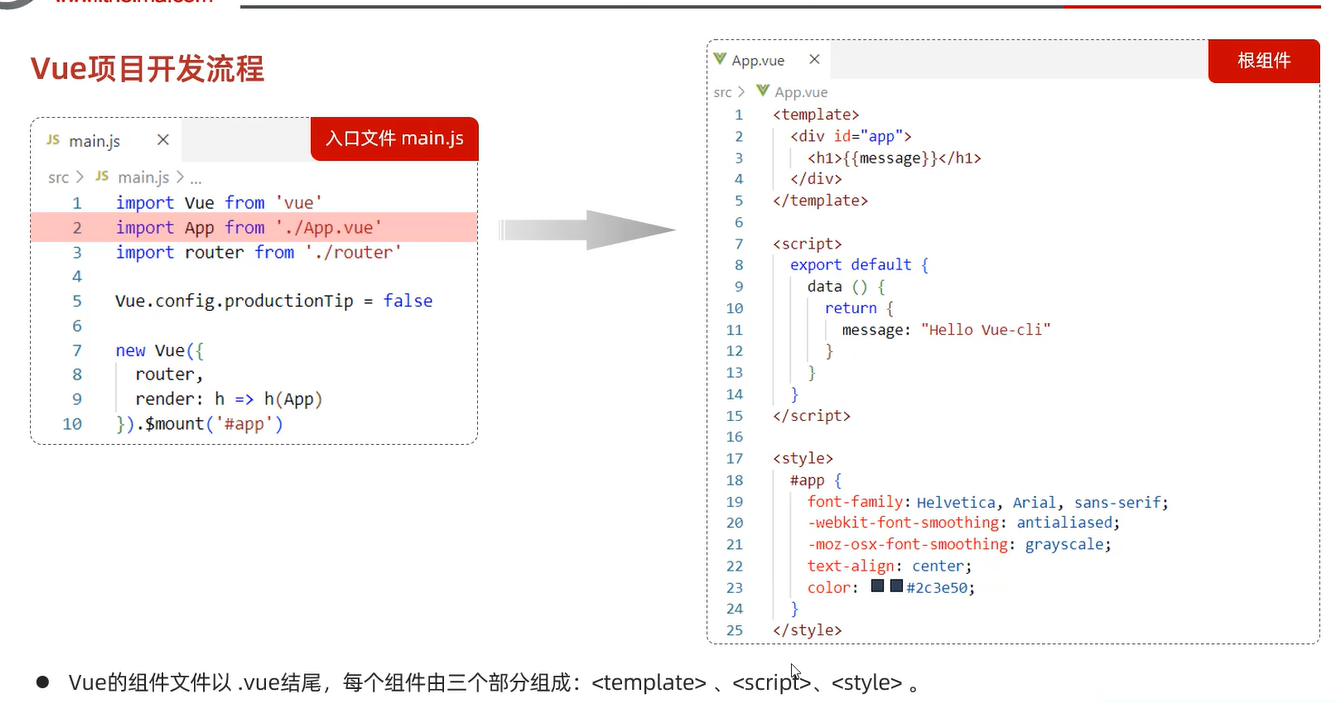 Vue项目开发流程
JS main.js ×
入口文件 main.js
src > JS main.js > ...
1 import Vue from 'vue'
2 import App from './App.vue'
3 import router from './router'
4
5 Vue.config.productionTip = false
6
7 new Vue({
8 router,
9 render: h => h(App)
10 }).$mount('#app')
App.vue ×
根组件
src > App.vue
1 <template>
2 <div id="app">
3 <h1>{{message}}</h1>
4 </div>
5 </template>
6
7 <script>
8 export default {
9 data () {
10 return {
11 message: "Hello Vue-cli"
12 }
13 }
14 }
15 </script>
16
17 <style>
18 #app {
19 font-family: Helvetica, Arial, sans-serif;
20 -webkit-font-smoothing: antialiased;
21 -moz-osx-font-smoothing: grayscale;
22 text-align: center;
23 color: #2c3e50;
24 }
25 </style>
● Vue的组件文件以 .vue结尾，每个组件由三个部分组成：<template> 、<script>、<style> 。